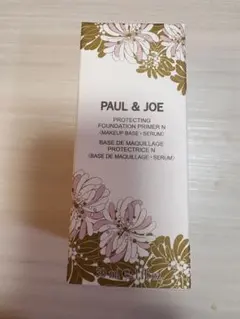 PAUL & JOE
PROTECTING
FOUNDATION PRIMER N
(MAKEUP BASE・SERUM)
BASE DE MAQUILLAGE
PROTECTRICE N
(BASE DE MAQUILLAGE・SERUM)